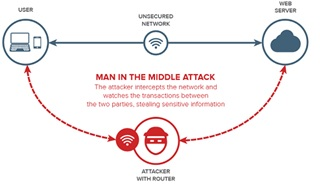 USER
UNSECURED
NETWORK
WEB
SERVER
MAN IN THE MIDDLE ATTACK
The attacker intercepts the network and
watches the transactions between
the two parties, stealing sensitive information
ATTACKER
WITH ROUTER